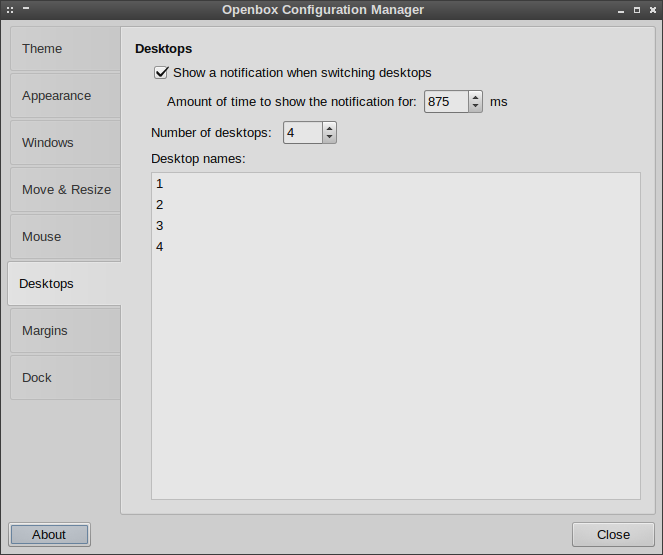 Openbox Configuration Manager
Theme
Appearance
Windows
Move & Resize
Mouse
Desktops
Margins
Dock
Desktops
Show a notification when switching desktops
Amount of time to show the notification for: 875 ms
Number of desktops: 4
Desktop names:
1
2
3
4
About
Close